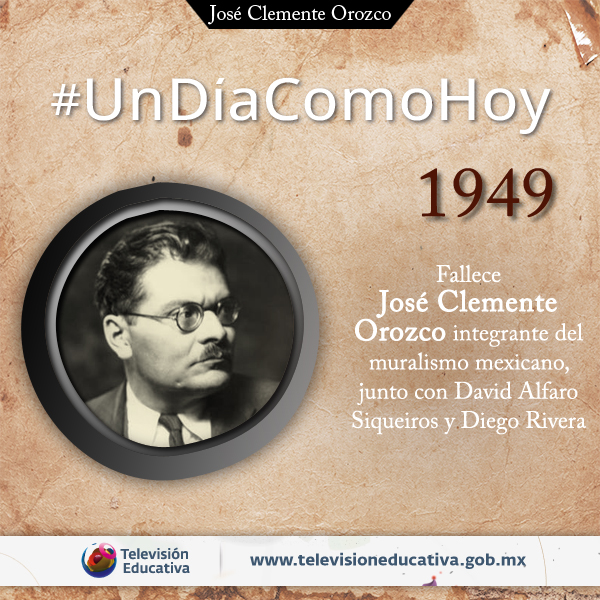 José Clemente Orozco
#UnDíaComoHoy
1949
Fallece
José Clemente
Orozco integrante del
muralismo mexicano,
junto con David Alfaro
Siqueiros y Diego Rivera
Televisión
Educativa
www.televisioneducativa.gob.mx